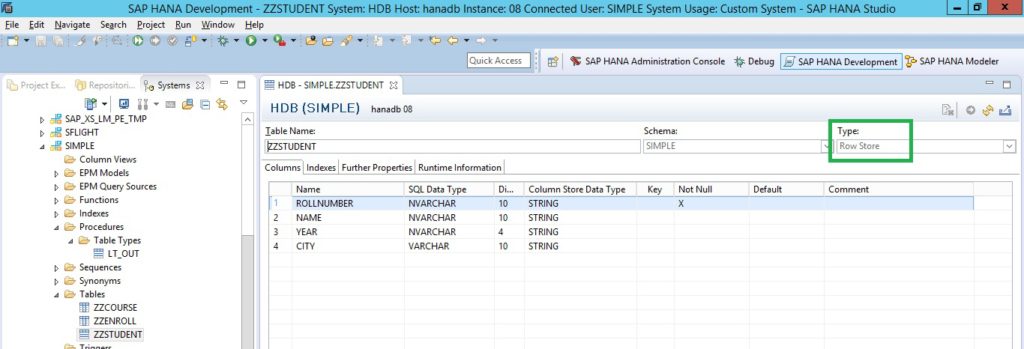 SAP HANA Development - ZZSTUDENT System: HDB Host: hanadb Instance: 08 Connected User: SIMPLE System Usage: Custom System - SAP HANA Studio
File Edit Navigate Search Project Run Window Help
Quick Access SAP HANA Administration Console Debug SAP HANA Development SAP HANA Modeler
Project Ex... Repositori... Systems
SAP_XS_LM_PE_TMP
SFLIGHT
SIMPLE
Column Views
EPM Models
EPM Query Sources
Functions
Indexes
Procedures
Table Types
LT_OUT
Sequences
Synonyms
Tables
ZZCOURSE
ZZENROLL
ZZSTUDENT
Triggers
HDB - SIMPLE.ZZSTUDENT
HDB (SIMPLE) hanadb 08
Table Name: Schema: Type:
ZZSTUDENT SIMPLE Row Store
Columns Indexes Further Properties Runtime Information
Name SQL Data Type Di... Column Store Data Type Key Not Null Default Comment
1 ROLLNUMBER NVARCHAR 10 STRING X
2 NAME NVARCHAR 10 STRING
3 YEAR NVARCHAR 4 STRING
4 CITY VARCHAR 10 STRING